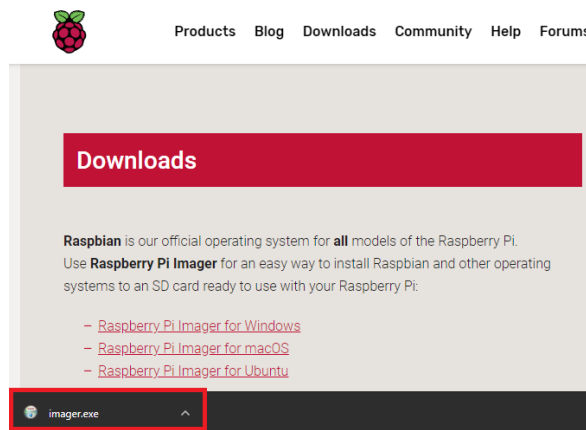 Products Blog Downloads Community Help Forums
Downloads
Raspbian is our official operating system for all models of the Raspberry Pi.
Use Raspberry Pi Imager for an easy way to install Raspbian and other operating
systems to an SD card ready to use with your Raspberry Pi:
– Raspberry Pi Imager for Windows
– Raspberry Pi Imager for macOS
– Raspberry Pi Imager for Ubuntu
imager.exe